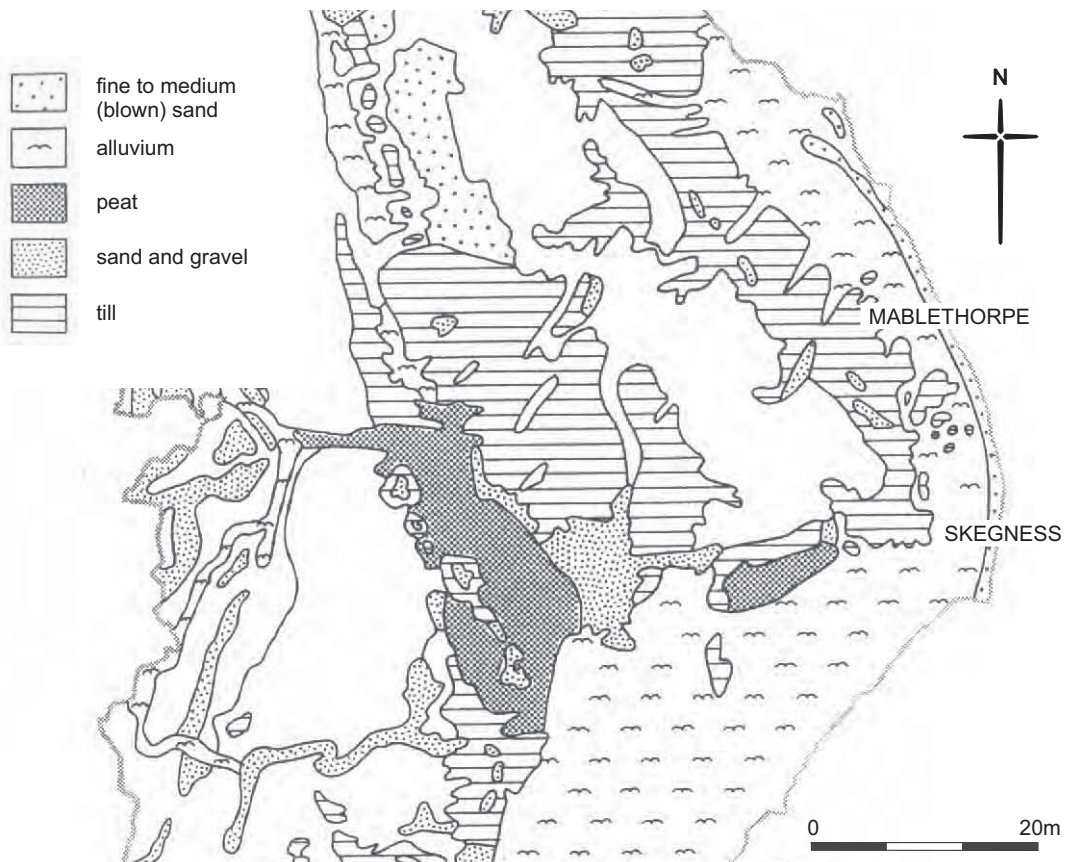 fine to medium
(blown) sand
alluvium
peat
sand and gravel
till
N
MABLETHORPE
SKEGNESS
0 20m